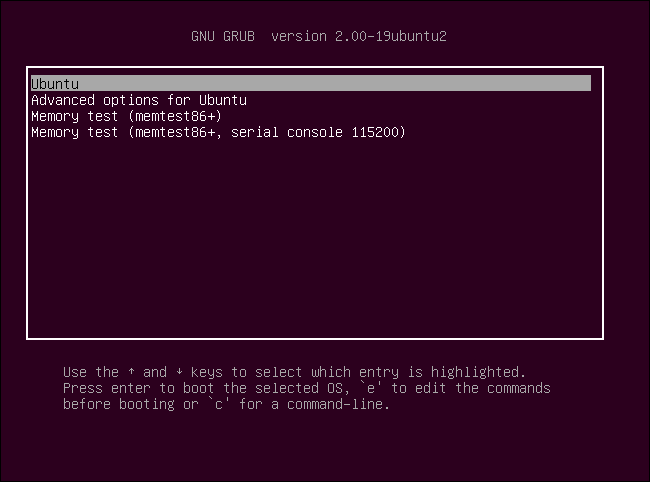 GNU GRUB  version 2.00-19ubuntu2
Ubuntu
Advanced options for Ubuntu
Memory test (memtest86+)
Memory test (memtest86+, serial console 115200)
Use the ↑ and ↓ keys to select which entry is highlighted.
Press enter to boot the selected OS, `e' to edit the commands
before booting or `c' for a command-line.